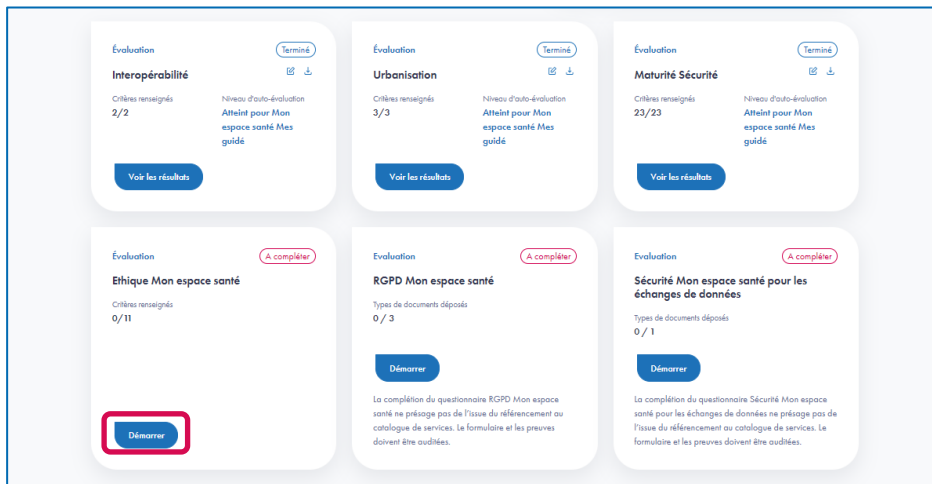 Évaluation
Terminé
Interopérabilité
Critères renseignés
2/2
Niveau d'auto-évaluation
Atteint pour Mon
espace santé Mes
guidé
Voir les résultats
Évaluation
Terminé
Urbanisation
Critères renseignés
3/3
Niveau d'auto-évaluation
Atteint pour Mon
espace santé Mes
guidé
Voir les résultats
Évaluation
Terminé
Maturité Sécurité
Critères renseignés
23/23
Niveau d'auto-évaluation
Atteint pour Mon
espace santé Mes
guidé
Voir les résultats
Évaluation
A compléter
Ethique Mon espace santé
Critères renseignés
0/11
Démarrer
Evaluation
A compléter
RGPD Mon espace santé
Types de documents déposés
0 / 3
Démarrer
La complétion du questionnaire RGPD Mon espace
santé ne présage pas de l'issue du référencement au
catalogue de services. Le formulaire et les preuves
doivent être auditées.
Evaluation
A compléter
Sécurité Mon espace santé pour les
échanges de données
Types de documents déposés
0 / 1
Démarrer
La complétion du questionnaire Sécurité Mon espace
santé pour les échanges de données ne présage pas de
l'issue du référencement au catalogue de services. Le
formulaire et les preuves doivent être auditées.